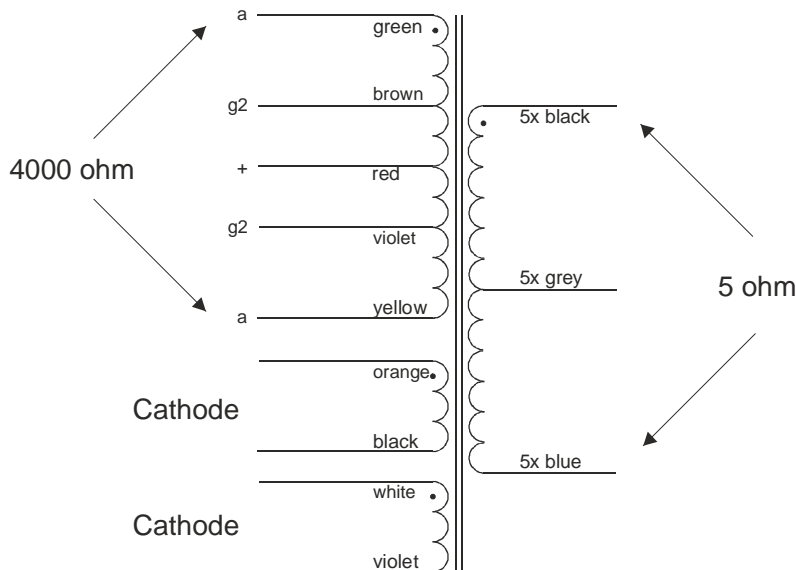 a
green
g2
brown
5x black
4000 ohm
+
red
g2
violet
5x grey
5 ohm
a
yellow
orange
Cathode
black
5x blue
white
Cathode
violet